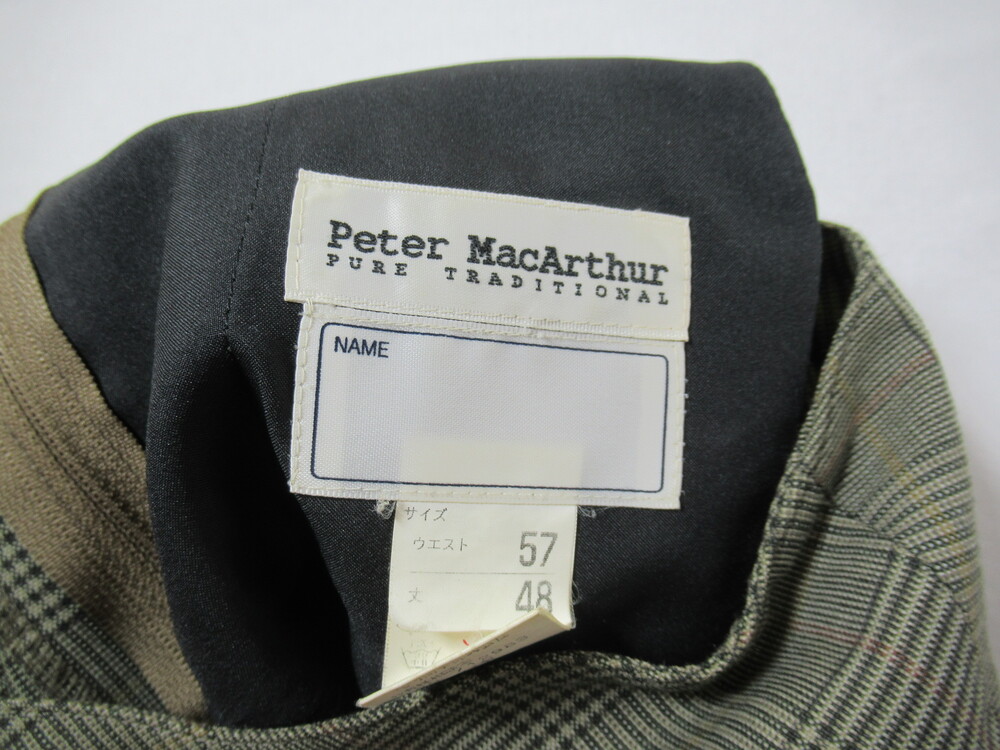 Peter MacArthur
PURE TRADITIONAL
NAME
サイズ
ウエスト 57
丈 48